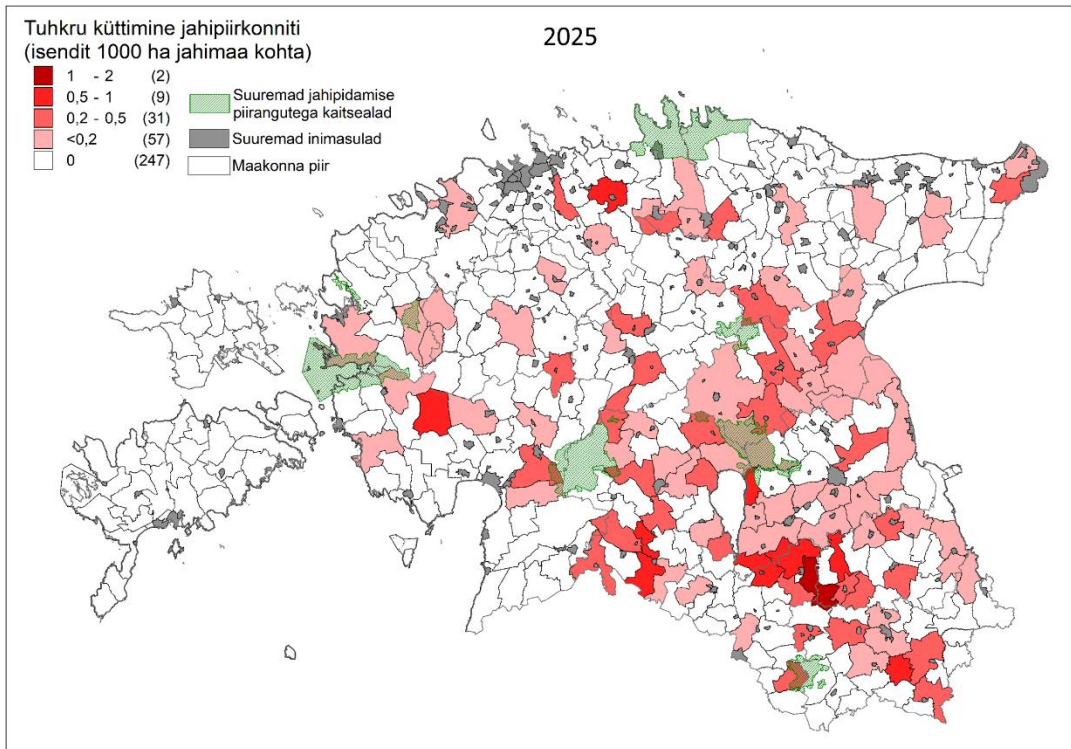 Tuhkru küttimine jahipiirkonniti
(isendit 1000 ha jahimaa kohta)
2025
1 - 2 (2)
0,5 - 1 (9)
0,2 - 0,5 (31)
<0,2 (57)
0 (247)
Suuremad jahipidamise
piirangutega kaitsealad
Suuremad inimasulad
Maakonna piir